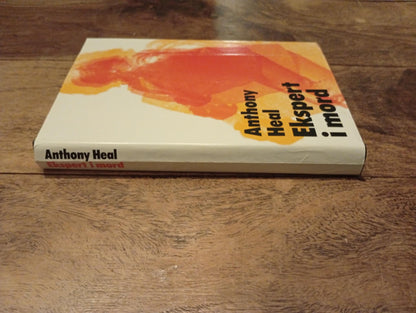 Anthony
Heal
Ekspert
i mord
Anthony Heal
Ekspert i mord